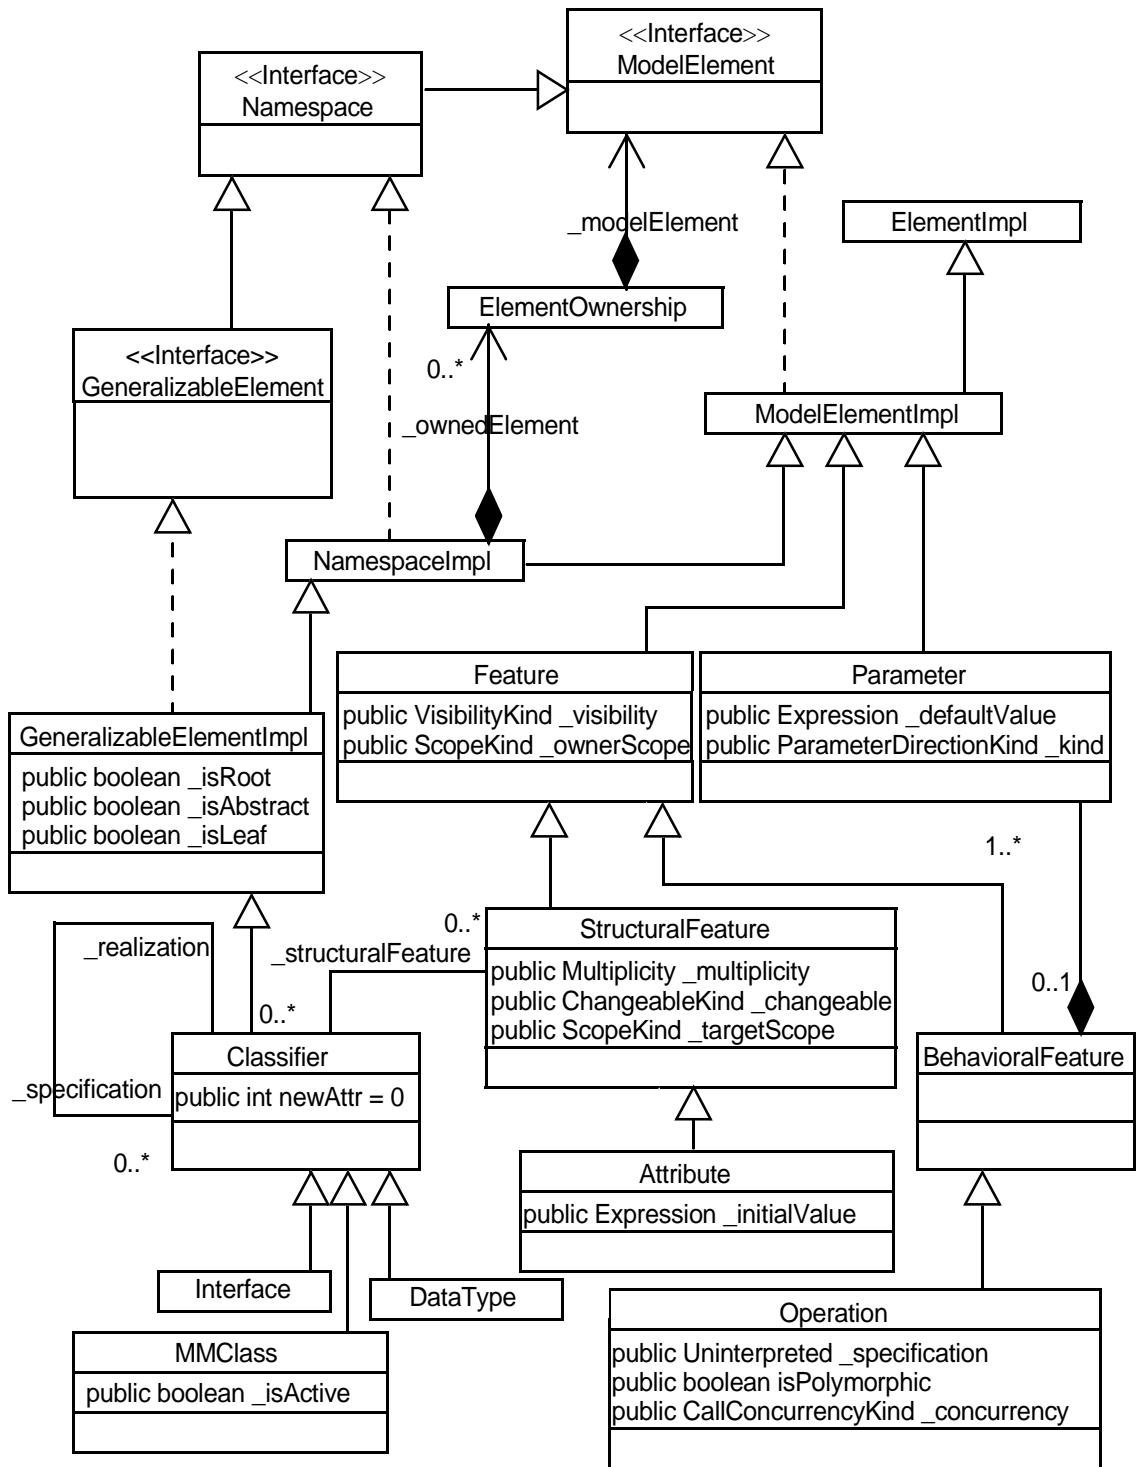 <<Interface>>
ModelElement
<<Interface>>
Namespace
_modelElement
ElementImpl
ElementOwnership
<<Interface>>
GeneralizableElement
0..*
ModelElementImpl
_ownedElement
NamespaceImpl
Feature
public VisibilityKind _visibility
public ScopeKind _ownerScope
Parameter
public Expression _defaultValue
public ParameterDirectionKind _kind
GeneralizableElementImpl
public boolean _isRoot
public boolean _isAbstract
public boolean _isLeaf
1..*
0..*
_realization
_structuralFeature
StructuralFeature
public Multiplicity _multiplicity
public ChangeableKind _changeable
public ScopeKind _targetScope
0..1
0..*
Classifier
public int newAttr = 0
_specification
0..*
BehavioralFeature
Attribute
public Expression _initialValue
Interface
DataType
MMClass
public boolean _isActive
Operation
public Uninterpreted _specification
public boolean isPolymorphic
public CallConcurrencyKind _concurrency